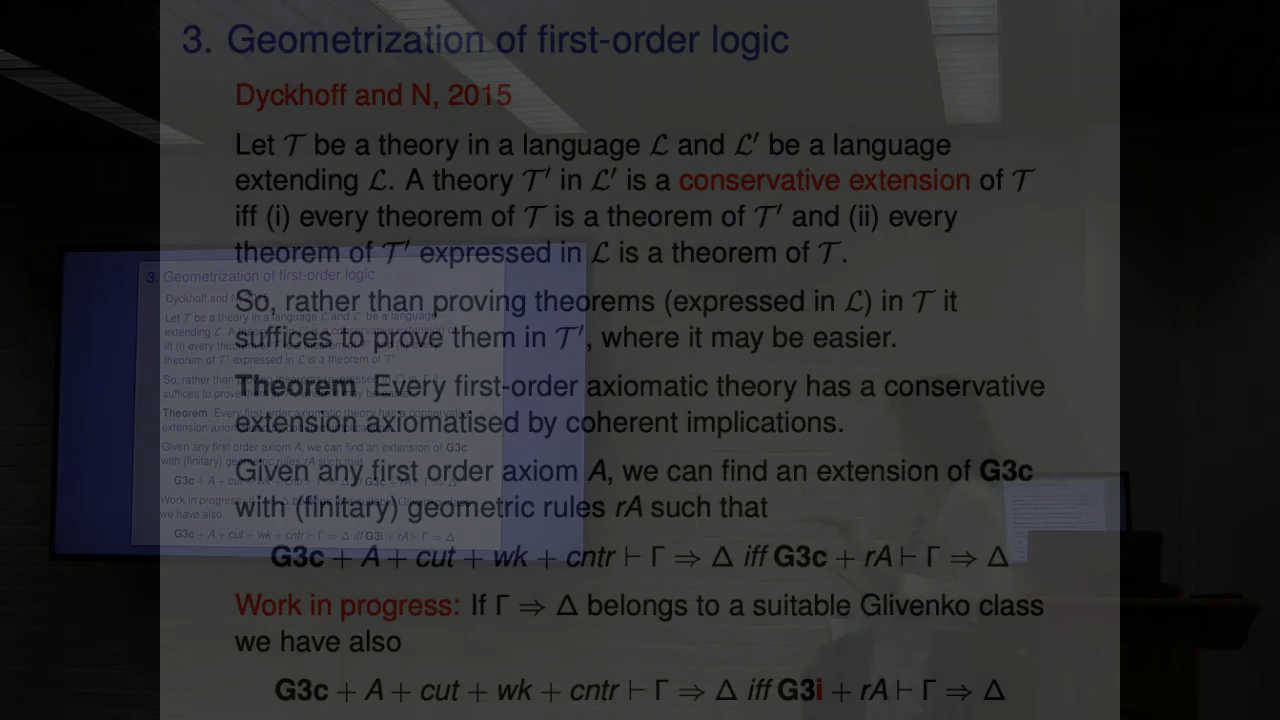 3. Geometrization of first-order logic
Dyckhoff and N, 2015
Let 𝒯 be a theory in a language ℒ and ℒ′ be a language
extending ℒ. A theory 𝒯′ in ℒ′ is a conservative extension of 𝒯
iff (i) every theorem of 𝒯 is a theorem of 𝒯′ and (ii) every
theorem of 𝒯′ expressed in ℒ is a theorem of 𝒯.
So, rather than proving theorems (expressed in ℒ) in 𝒯 it
suffices to prove them in 𝒯′, where it may be easier.
Theorem. Every first-order axiomatic theory has a conservative
extension axiomatised by coherent implications.
Given any first order axiom A, we can find an extension of G3c
with (finitary) geometric rules rA such that
G3c + A + cut + wk + cntr ⊢ Γ ⇒ Δ iff G3c + rA ⊢ Γ ⇒ Δ
Work in progress: If Γ ⇒ Δ belongs to a suitable Glivenko class
we have also
G3c + A + cut + wk + cntr ⊢ Γ ⇒ Δ iff G3i + rA ⊢ Γ ⇒ Δ
3. Geometrization of first-order logic